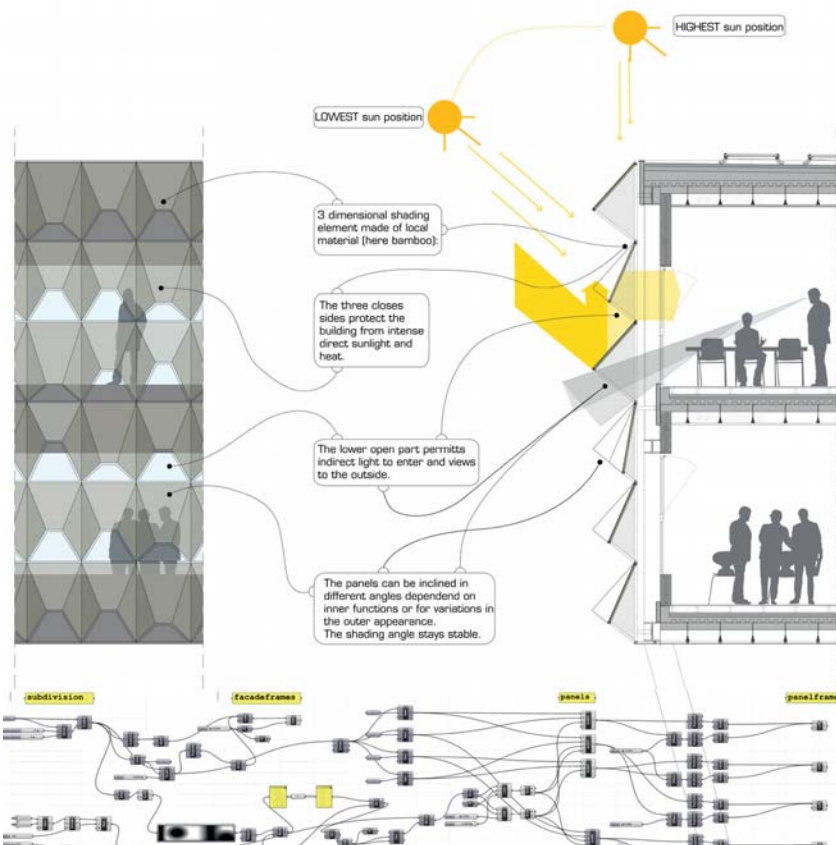 HIGHEST sun position
LOWEST sun position
3 dimensional shading
element made of local
material (here bamboo):
The three closes
sides protect the
building from intense
direct sunlight and
heat.
The lower open part permitts
indirect light to enter and views
to the outside.
The panels can be inclined in
different angles dependend on
inner functions or for variations in
the outer appearance.
The shading angle stays stable.
subdivision
facadeframes
panels
panelframe